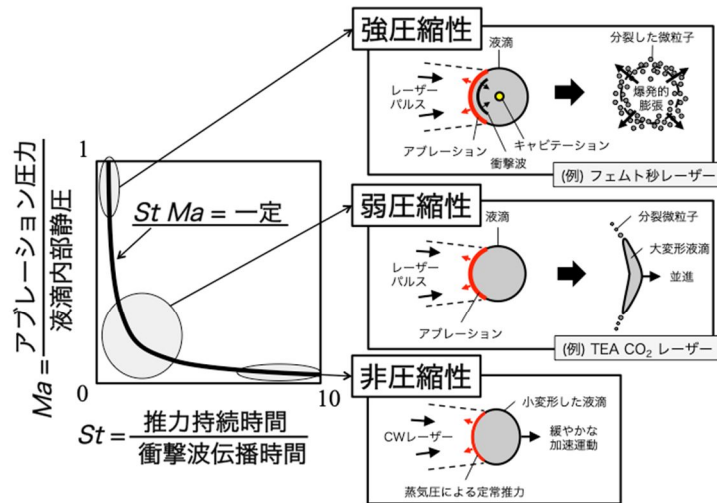 強圧縮性
液滴
レーザー
パルス
アブレーション
キャビテーション
衝撃波
分裂した微粒子
爆発的
膨張
(例) フェムト秒レーザー
1
St Ma = 一定
Ma = アブレーション圧力
液滴内部静圧
0
10
St = 推力持続時間
衝撃波伝播時間
弱圧縮性
液滴
レーザー
パルス
アブレーション
分裂微粒子
大変形液滴
並進
(例) TEA CO₂ レーザー
非圧縮性
小変形した液滴
CWレーザー
緩やかな
加速運動
蒸気圧による定常推力